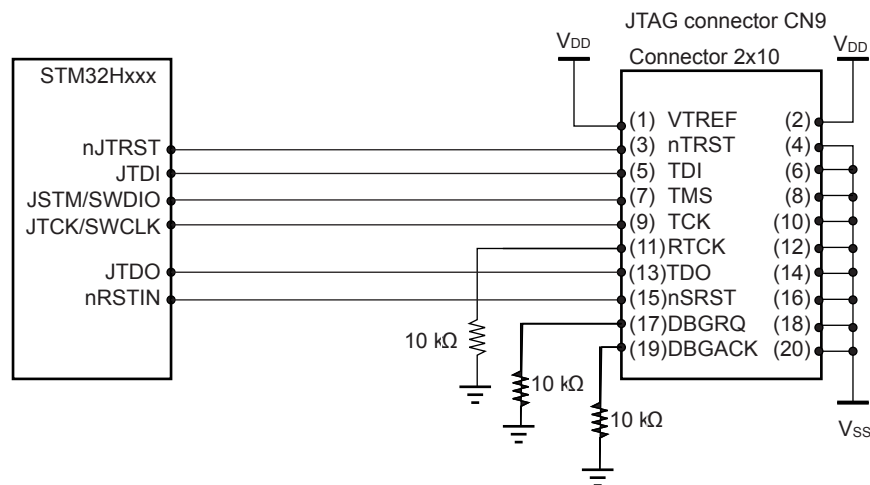 JTAG connector CN9
VDD
VDD
Connector 2x10
STM32Hxxx
(1) VTREF (2)
nJTRST (3) nTRST (4)
JTDI (5) TDI (6)
JSTM/SWDIO (7) TMS (8)
JTCK/SWCLK (9) TCK (10)
(11) RTCK (12)
JTDO (13) TDO (14)
nRSTIN (15) nSRST (16)
(17) DBGRQ (18)
10 kΩ (19) DBGACK (20)
10 kΩ
10 kΩ
VSS